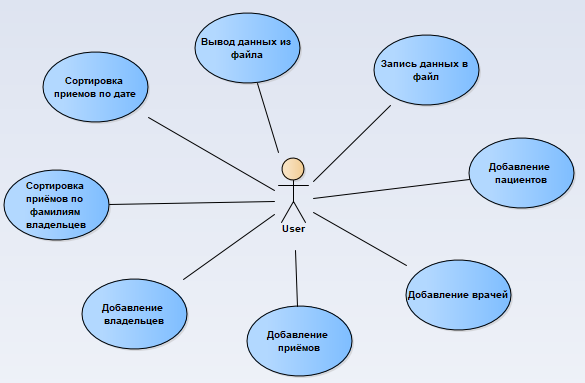 Вывод данных из
файла
Запись данных в
файл
Сортировка
приемов по дате
Добавление
пациентов
Сортировка
приёмов по
фамилиям
владельцев
User
Добавление врачей
Добавление
владельцев
Добавление
приёмов